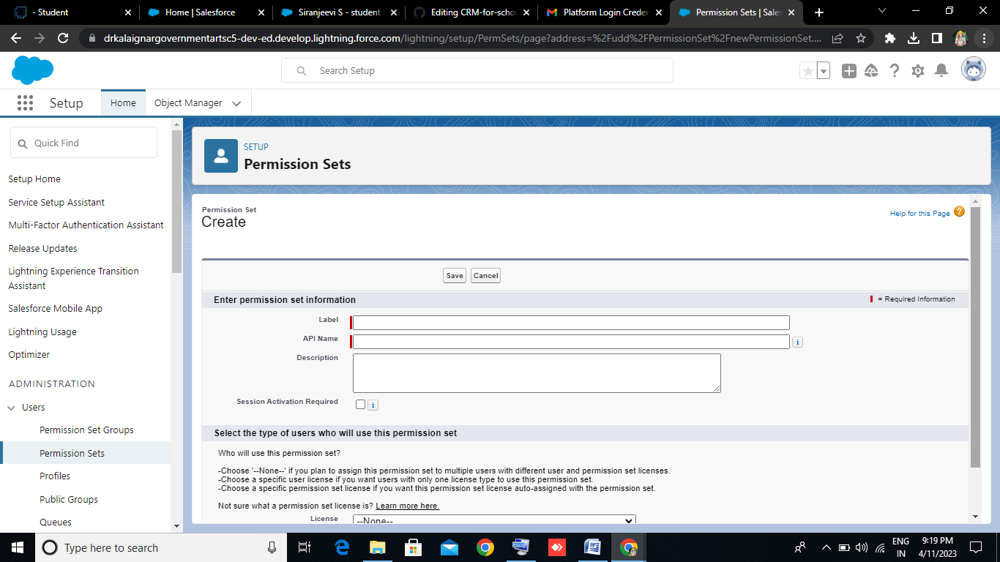 - Student
Home | Salesforce
Siranjeevi S - student
Editing CRM-for-scho
Platform Login Creder
Permission Sets | Sales
drkalaignargovernmentartsc5-dev-ed.develop.lightning.force.com/lightning/setup/PermSets/page?address=%2Fudd%2FPermissionSet%2FnewPermissionSet....
Search Setup
Setup
Home
Object Manager
Quick Find
Setup Home
Service Setup Assistant
Multi-Factor Authentication Assistant
Release Updates
Lightning Experience Transition
Assistant
Salesforce Mobile App
Lightning Usage
Optimizer
ADMINISTRATION
Users
Permission Set Groups
Permission Sets
Profiles
Public Groups
Queues
SETUP
Permission Sets
Permission Set
Create
Help for this Page
Save Cancel
Enter permission set information
= Required Information
Label
API Name
Description
Session Activation Required
Select the type of users who will use this permission set
Who will use this permission set?
-Choose '--None--' if you plan to assign this permission set to multiple users with different user and permission set licenses.
-Choose a specific user license if you want users with only one license type to use this permission set.
-Choose a specific permission set license if you want this permission set license auto-assigned with the permission set.
Not sure what a permission set license is? Learn more here.
License
--None--
Type here to search
ENG
IN
9:19 PM
4/11/2023